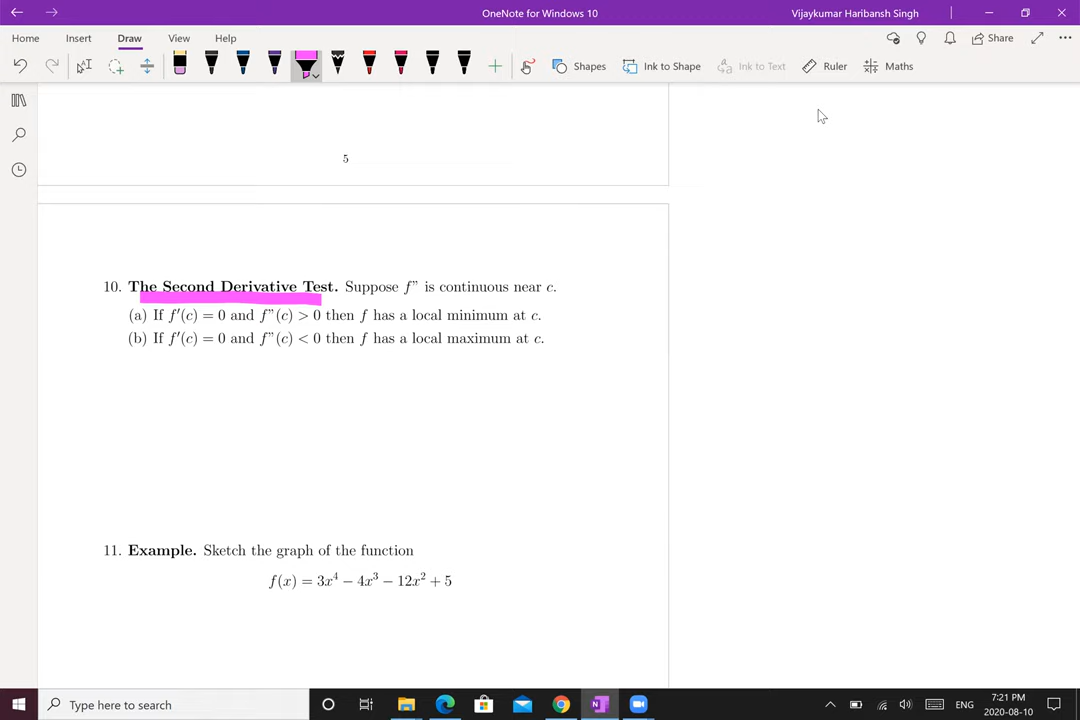 OneNote for Windows 10
Vijaykumar Haribansh Singh
Home Insert Draw View Help
Share
Shapes
Ink to Shape
Ink to Text
Ruler
Maths
5
10. The Second Derivative Test. Suppose f” is continuous near c.
(a) If f′(c) = 0 and f”(c) > 0 then f has a local minimum at c.
(b) If f′(c) = 0 and f”(c) < 0 then f has a local maximum at c.
11. Example. Sketch the graph of the function
f(x) = 3x⁴ − 4x³ − 12x² + 5
Type here to search
ENG
7:21 PM
2020-08-10